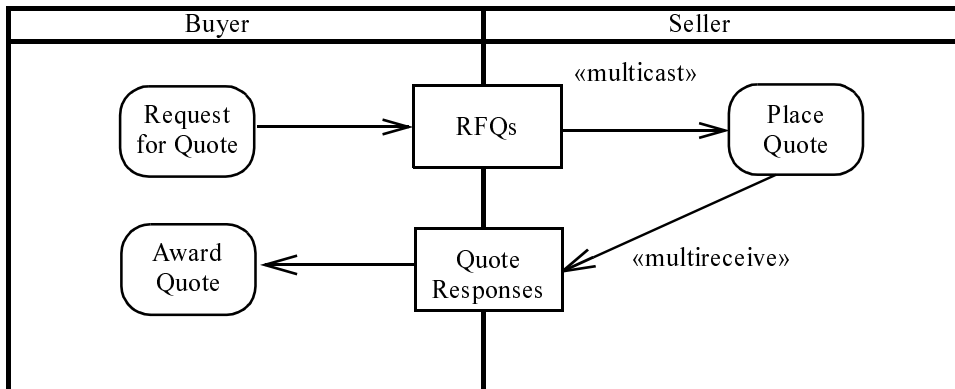 Buyer
Seller
«multicast»
Request
for Quote
RFQs
Place
Quote
Award
Quote
Quote
Responses
«multireceive»